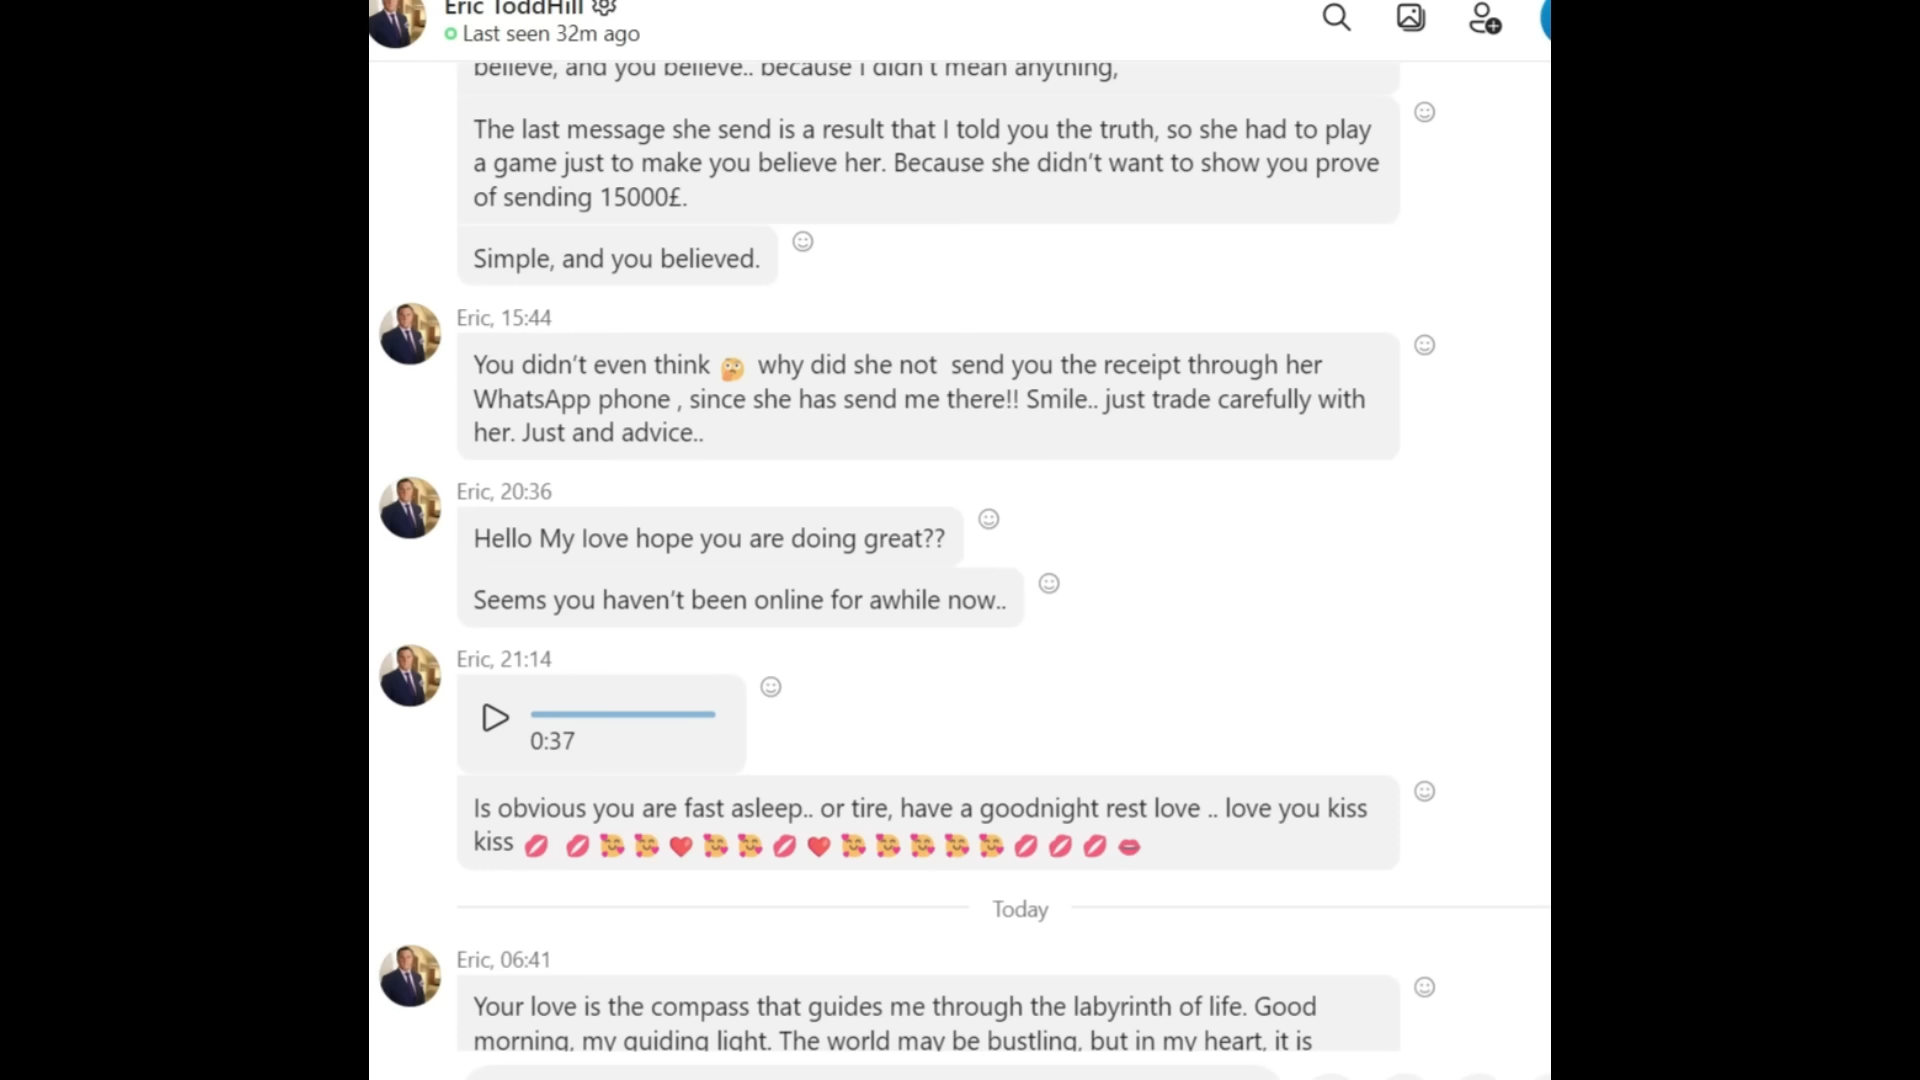 Eric ToddHill
Last seen 32m ago
believe, and you believe.. because I didn't mean anything,
The last message she send is a result that I told you the truth, so she had to play
a game just to make you believe her. Because she didn't want to show you prove
of sending 15000£.
Simple, and you believed.
Eric, 15:44
You didn't even think 🤔 why did she not send you the receipt through her
WhatsApp phone , since she has send me there!! Smile.. just trade carefully with
her. Just and advice..
Eric, 20:36
Hello My love hope you are doing great??
Seems you haven't been online for awhile now..
Eric, 21:14
0:37
Is obvious you are fast asleep.. or tire, have a goodnight rest love .. love you kiss
kiss 💋 💋🥰🥰❤️🥰🥰💋❤️🥰🥰🥰🥰🥰💋💋💋👄
Today
Eric, 06:41
Your love is the compass that guides me through the labyrinth of life. Good
morning, my guiding light. The world may be bustling, but in my heart, it is